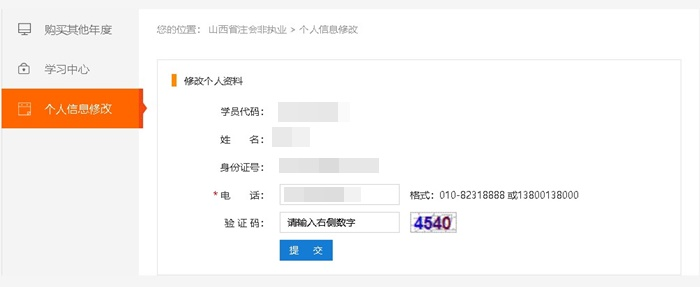 购买其他年度
学习中心
个人信息修改
您的位置： 山西省注会非执业 > 个人信息修改
修改个人资料
学员代码：
姓 名：
身份证号：
* 电 话： 格式：010-82318888 或13800138000
验 证 码： 请输入右侧数字 4540
提 交